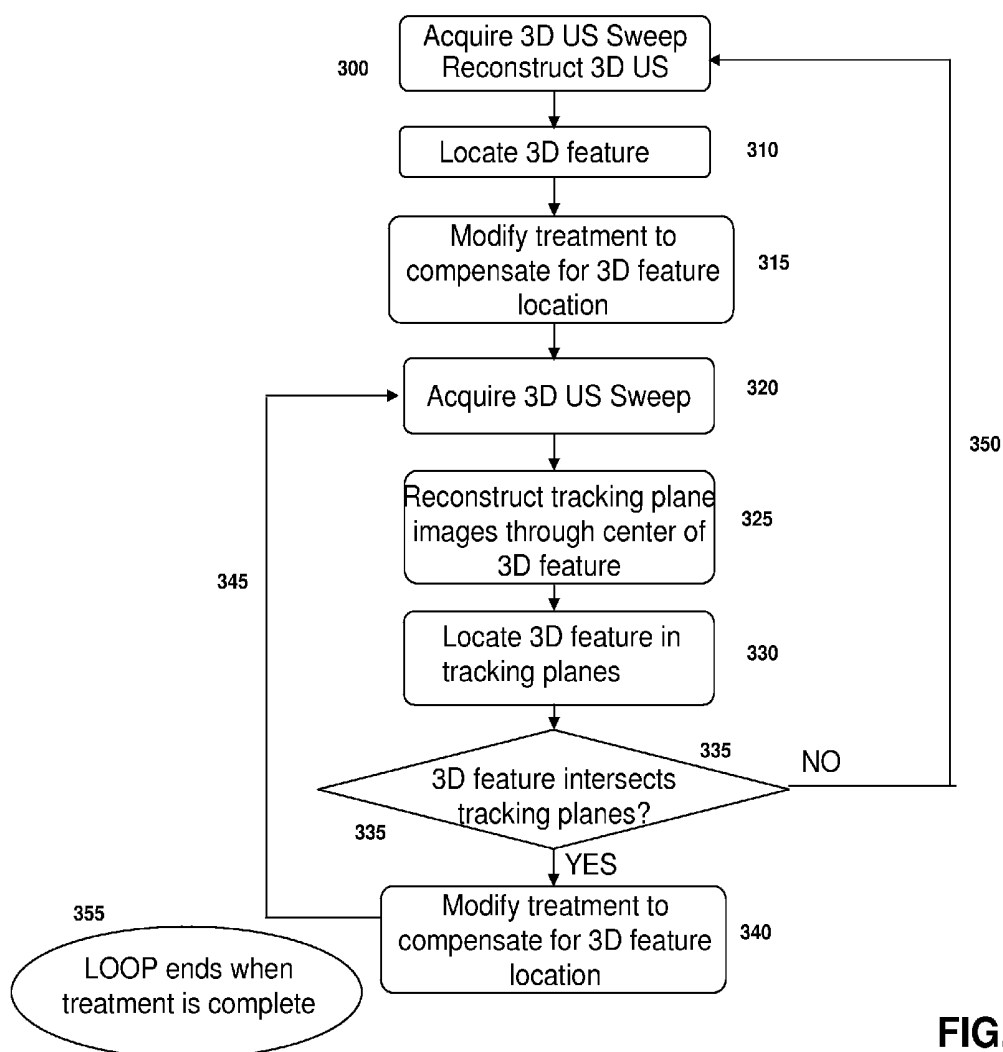 Acquire 3D US Sweep
Reconstruct 3D US
300
Locate 3D feature
310
Modify treatment to
compensate for 3D feature
location
315
Acquire 3D US Sweep
320
350
Reconstruct tracking plane
images through center of
3D feature
325
345
Locate 3D feature in
tracking planes
330
335
NO
3D feature intersects
tracking planes?
335
YES
Modify treatment to
compensate for 3D feature
location
340
355
LOOP ends when
treatment is complete
FIG.